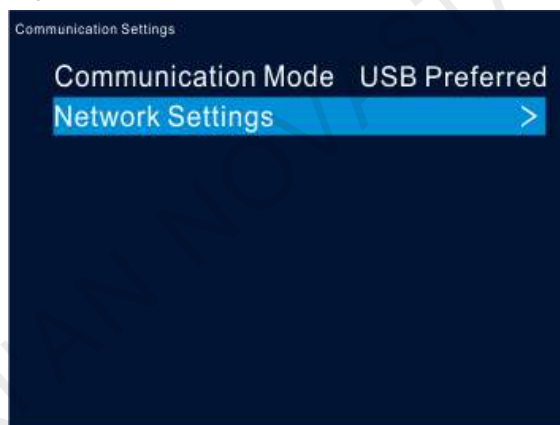 Communication Settings
Communication Mode USB Preferred
Network Settings >